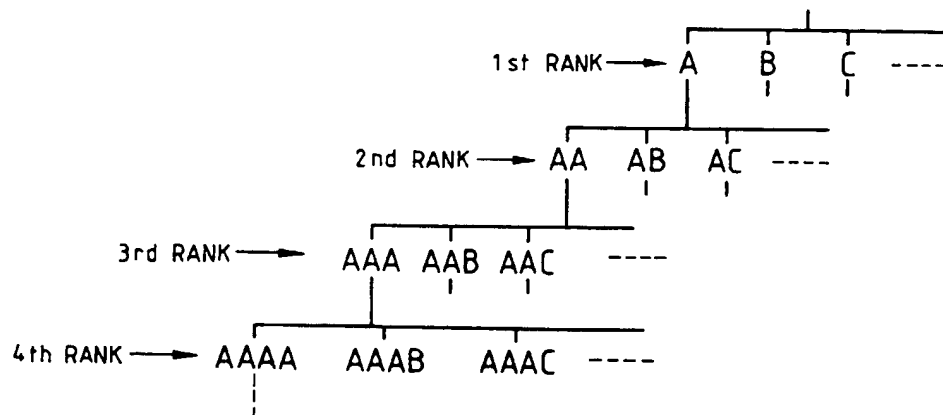 1st RANK A B C
2nd RANK AA AB AC
3rd RANK AAA AAB AAC
4th RANK AAAA AAAB AAAC